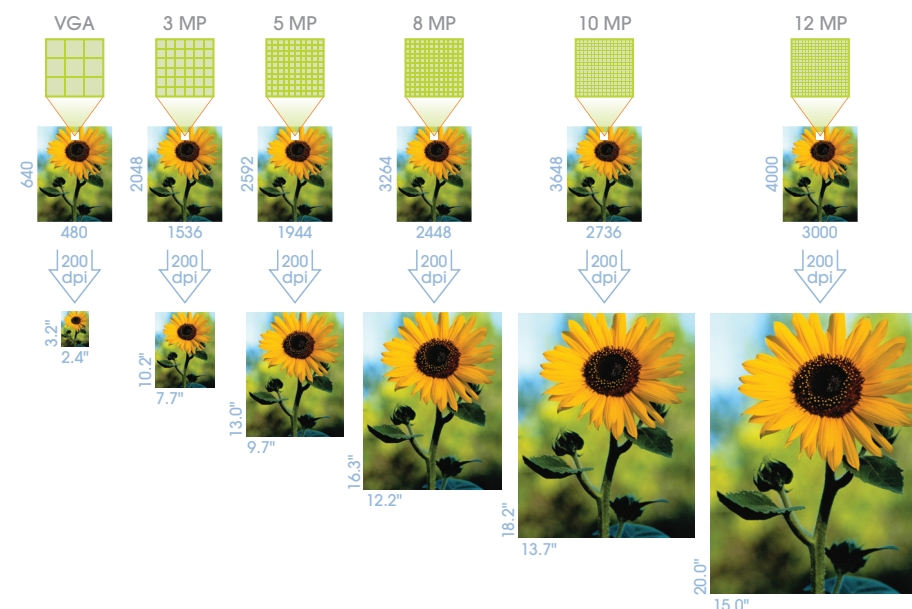 VGA 3 MP 5 MP 8 MP 10 MP 12 MP
640 2048 2592 3264 3648 4000
480 1536 1944 2448 2736 3000
200 200 200 200 200 200
dpi dpi dpi dpi dpi dpi
3.2"
2.4"
10.2"
7.7"
13.0"
9.7"
16.3"
12.2"
18.2"
13.7"
20.0"
15.0"